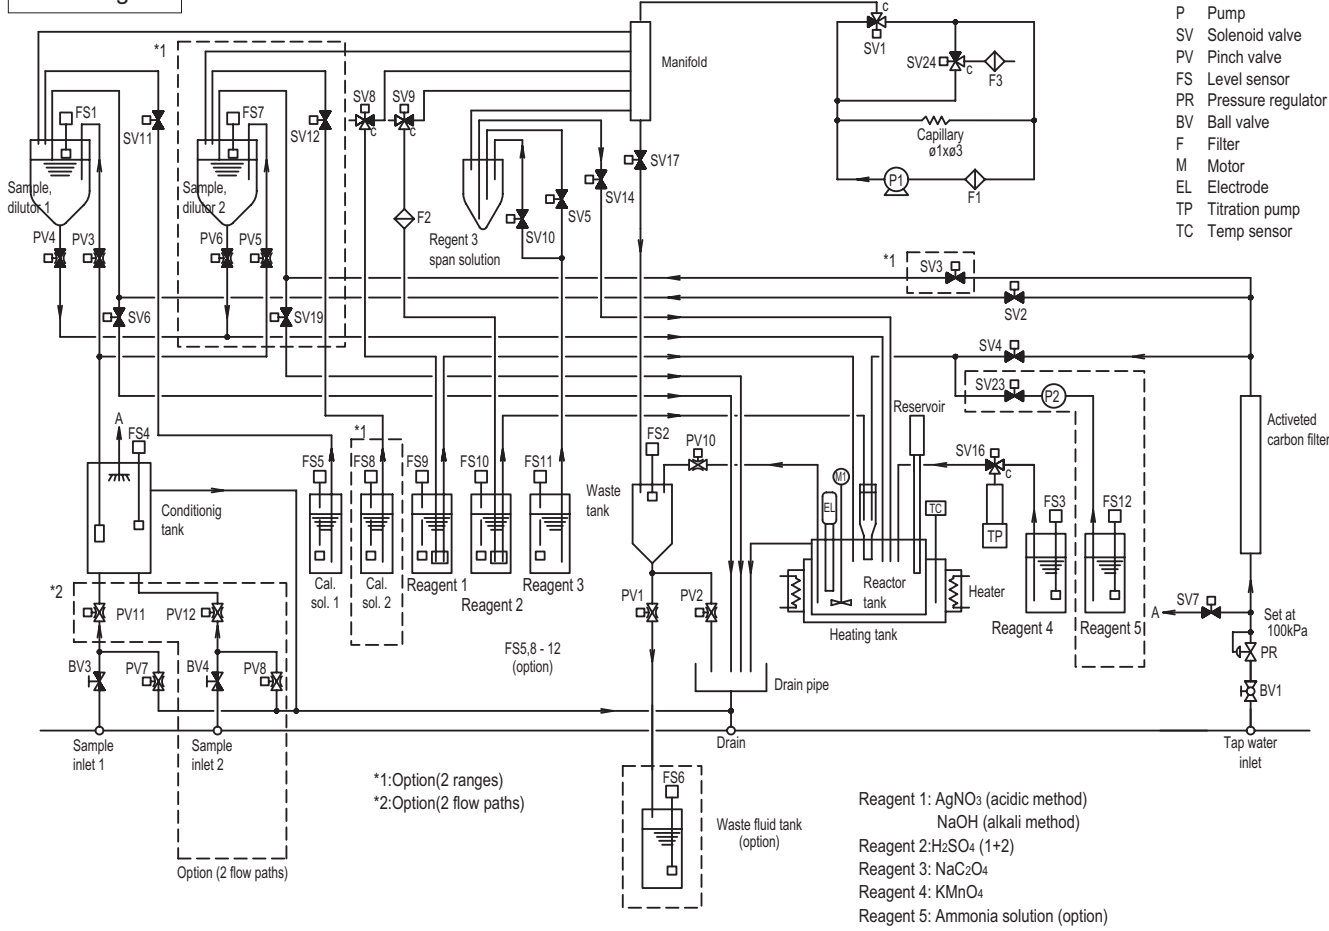 P Pump
SV Solenoid valve
PV Pinch valve
FS Level sensor
PR Pressure regulator
BV Ball valve
F Filter
M Motor
EL Electrode
TP Titration pump
TC Temp sensor
c
SV1
SV24
c
F3
Manifold
Capillary
ø1xø3
P1
F1
*1
FS1
SV11
FS7
SV12
SV8
c
SV9
c
SV17
SV14
SV5
SV10
Sample,
dilutor 1
Sample,
dilutor 2
F2
Regent 3
span solution
PV4
PV3
PV6
PV5
SV6
SV19
*1
SV3
SV2
SV4
SV23
P2
A
FS4
*1
FS5
FS8
FS9
FS10
FS11
FS2
PV10
Reservoir
SV16
c
Activeted
carbon filter
Waste
tank
M1
EL
TC
TP
FS3
FS12
Conditionig
tank
Cal.
sol. 1
Cal.
sol. 2
Reagent 1
Reagent 2
Reagent 3
Reactor
tank
Heater
Heating tank
Reagent 4
Reagent 5
A
SV7
Set at
100kPa
PR
BV1
*2
PV11
PV12
PV1
PV2
BV3
PV7
BV4
PV8
FS5,8 - 12
(option)
Drain pipe
Sample
inlet 1
Sample
inlet 2
Drain
Tap water
inlet
*1:Option(2 ranges)
*2:Option(2 flow paths)
FS6
Waste fluid tank
(option)
Option (2 flow paths)
Reagent 1: AgNO3 (acidic method)
NaOH (alkali method)
Reagent 2:H2SO4 (1+2)
Reagent 3: NaC2O4
Reagent 4: KMnO4
Reagent 5: Ammonia solution (option)